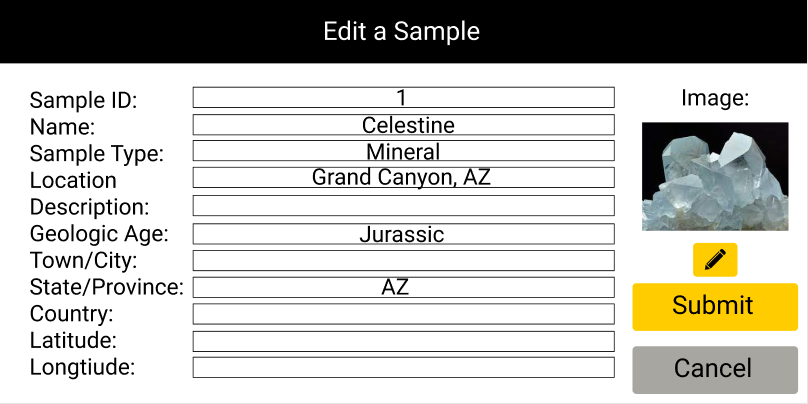 Edit a Sample
Sample ID: 1
Name: Celestine
Sample Type: Mineral
Location Grand Canyon, AZ
Description:
Geologic Age: Jurassic
Town/City:
State/Province: AZ
Country:
Latitude:
Longtiude:
Image:
Submit
Cancel